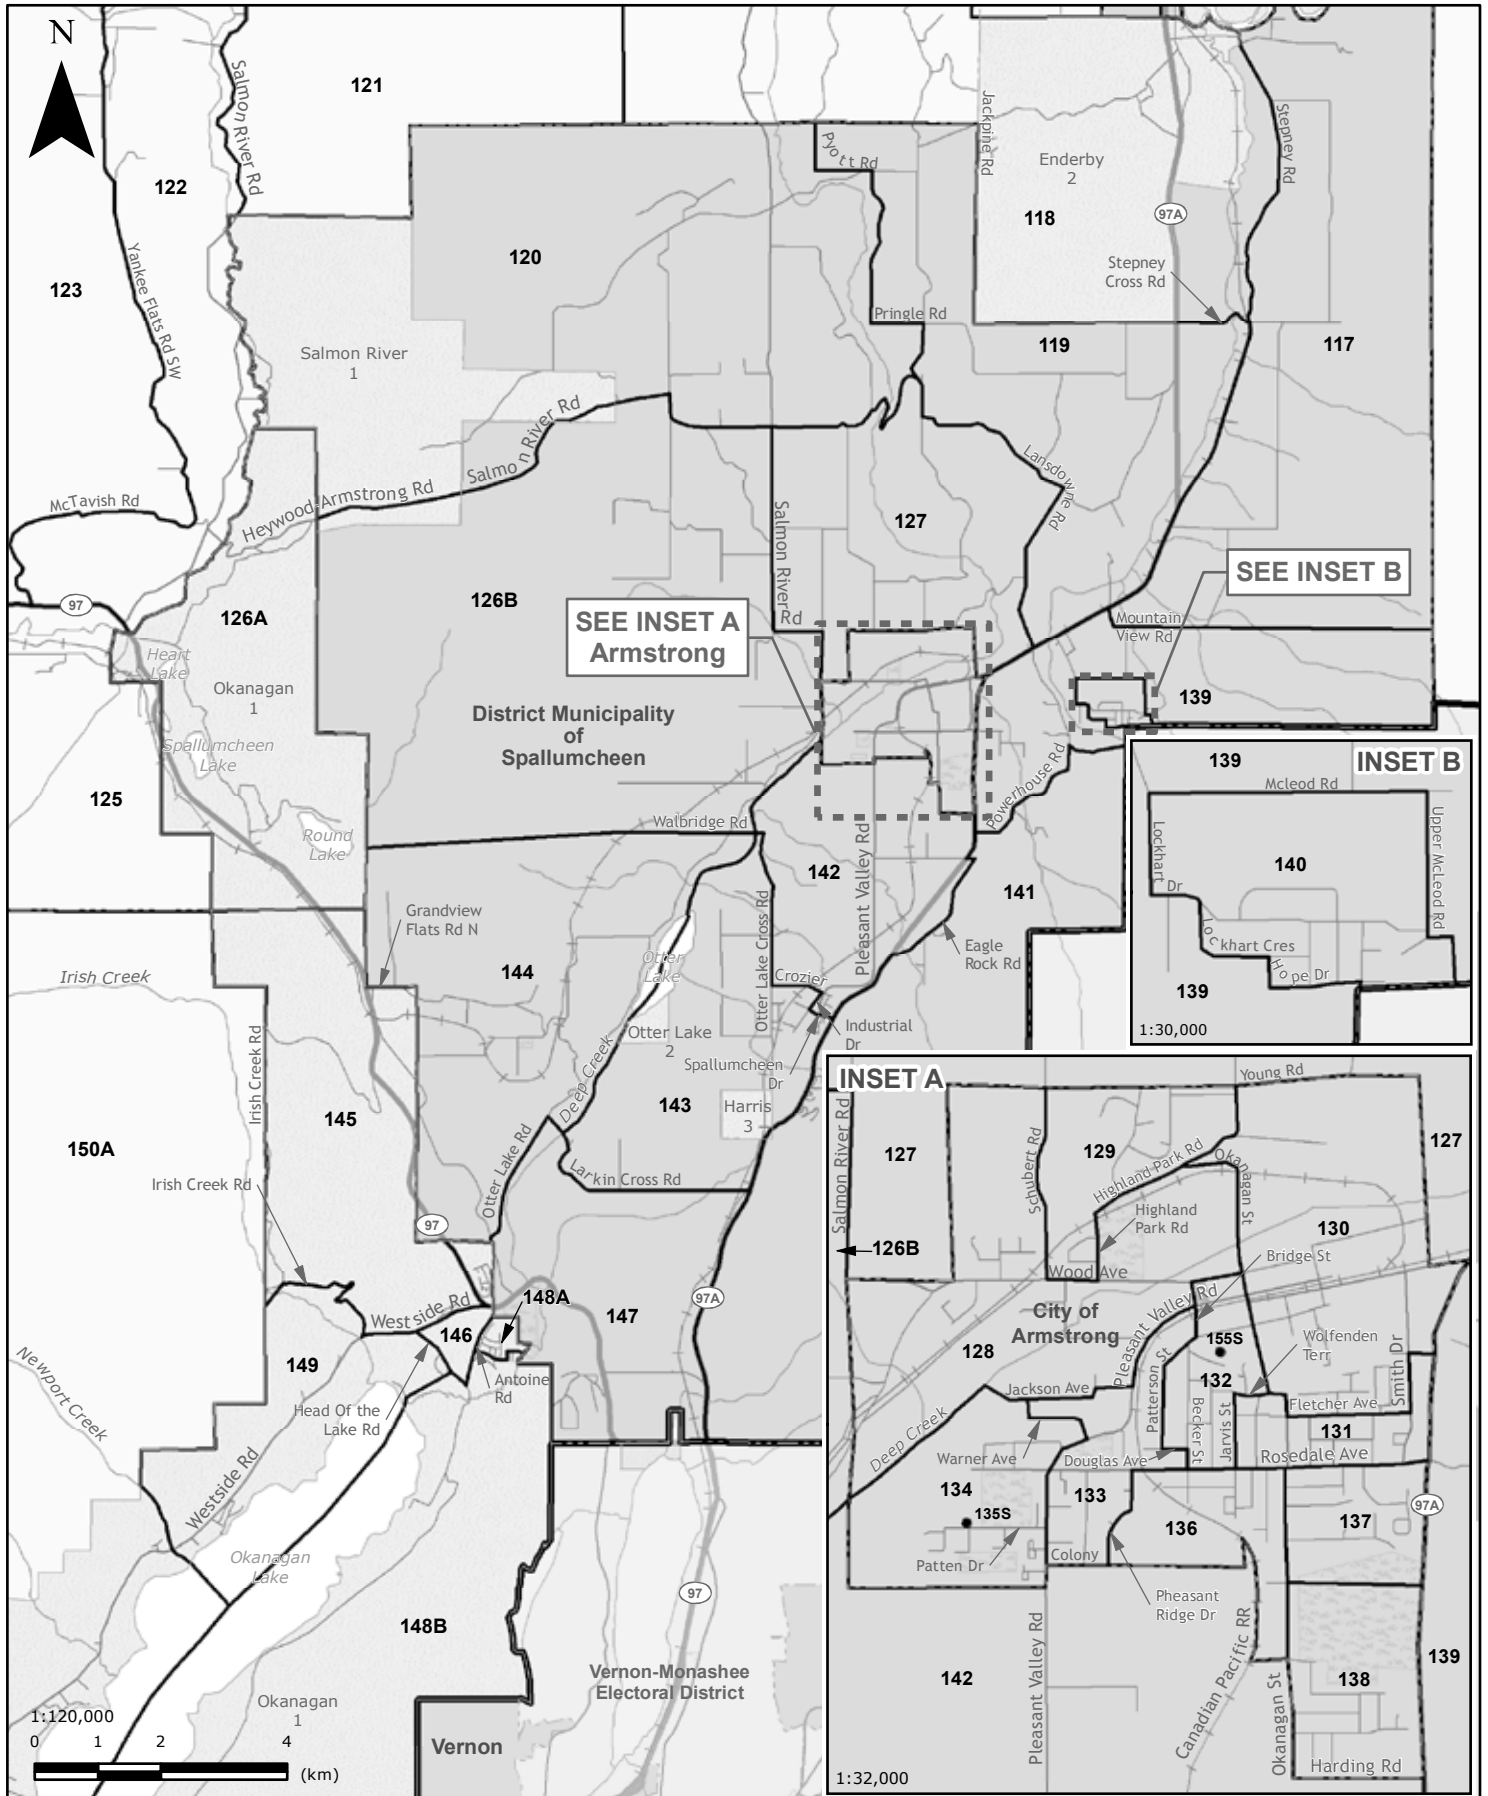 N
121
122
123
Salmon River Rd
Yankee Flats Rd SW
120
Pyott Rd
Jackpine Rd
Enderby
2
118
97A
Stepney Rd
Stepney
Cross Rd
Pringle Rd
119
117
Salmon River
1
Salmon River Rd
Heywood-Armstrong Rd
McTavish Rd
97
Lansdowne Rd
127
Salmon River Rd
126A
126B
SEE INSET A
Armstrong
SEE INSET B
Mountain
View Rd
139
Heart
Lake
Okanagan
1
Spallumcheen
Lake
District Municipality
of
Spallumcheen
125
Round
Lake
Walbridge Rd
Powerhouse Rd
142
Pleasant Valley Rd
141
Grandview
Flats Rd N
Otter Lake Cross Rd
Eagle
Rock Rd
Irish Creek
144
Otter
Lake
Crozier
Industrial
Dr
Otter Lake
2
Spallumcheen
Dr
Irish Creek Rd
Deep Creek
145
143
Harris
3
150A
Larkin Cross Rd
Otter Lake Rd
Irish Creek Rd
97
148A
97A
Westside Rd
146
147
149
Antoine
Rd
Newport Creek
Head Of the
Lake Rd
Westside Rd
Okanagan
Lake
97
148B
Vernon-Monashee
Electoral District
Okanagan
1
Vernon
1:120,000
0 1 2 4
(km)
INSET B
139
Mcleod Rd
Lockhart
Dr
140
Upper McLeod Rd
Lockhart Cres
Hope Dr
139
1:30,000
INSET A
Young Rd
Salmon River Rd
127
Schubert Rd
129
Highland Park Rd
Okanagan St
127
Highland
Park Rd
130
126B
Wood Ave
Bridge St
City of
Armstrong
Pleasant Valley Rd
155S
128
Wolfenden
Terr
Smith Dr
Jackson Ave
Patterson St
132
Fletcher Ave
Deep Creek
Becker St
Jarvis St
131
Warner Ave
Douglas Ave
Rosedale Ave
134
133
97A
135S
136
137
Patten Dr
Colony
Pheasant
Ridge Dr
Pleasant Valley Rd
Canadian Pacific RR
Okanagan St
142
139
138
Harding Rd
1:32,000